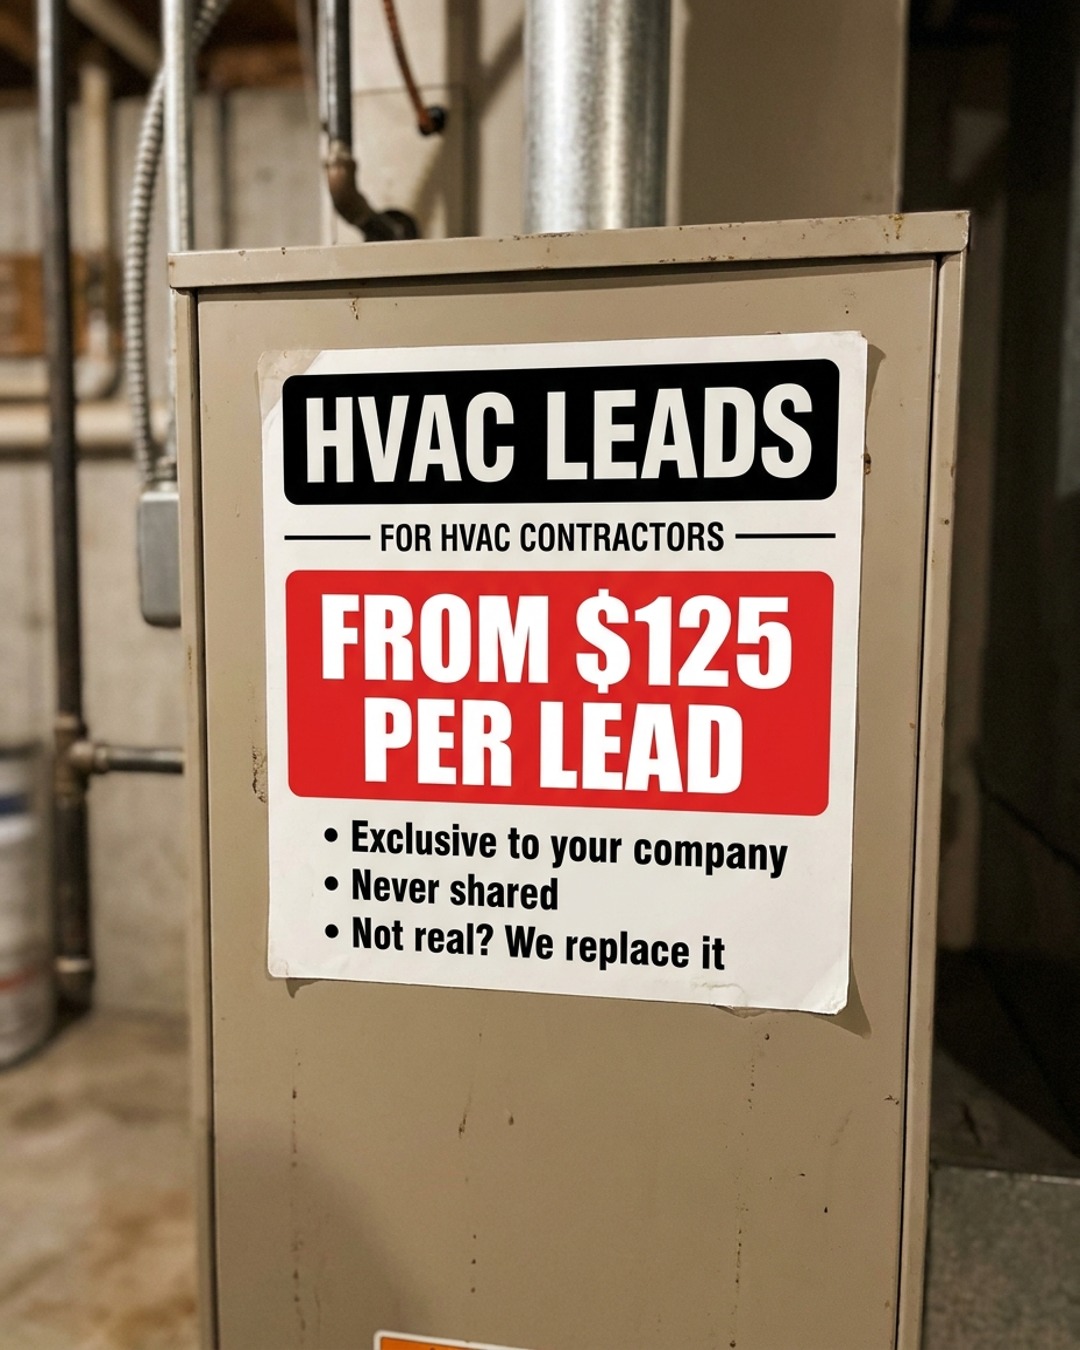 HVAC LEADS
FOR HVAC CONTRACTORS
FROM $125
PER LEAD
• Exclusive to your company
• Never shared
• Not real? We replace it